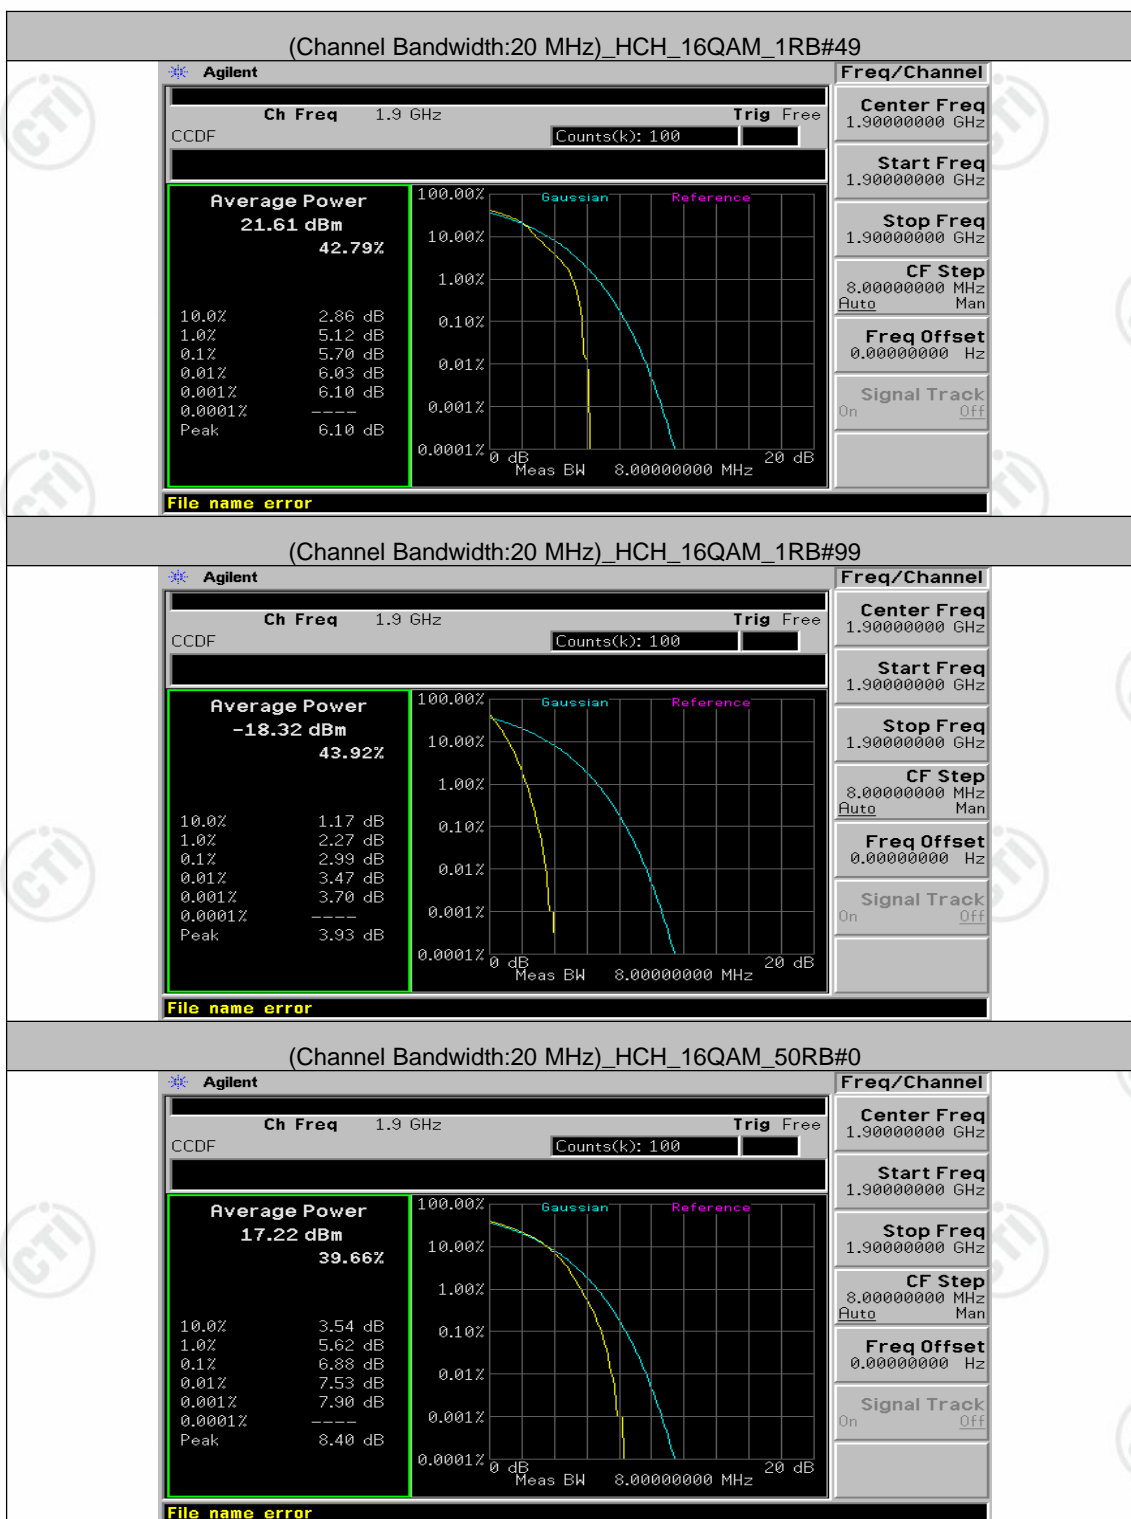 (Channel Bandwidth:20 MHz)_HCH_16QAM_1RB#49
Agilent
Freq/Channel
Ch Freq 1.9 GHz Trig Free
CCDF Counts(k): 100
Average Power
21.61 dBm
42.79%
10.0% 2.86 dB
1.0% 5.12 dB
0.1% 5.70 dB
0.01% 6.03 dB
0.001% 6.10 dB
0.0001% ----
Peak 6.10 dB
Gaussian Reference
100.00%
10.00%
1.00%
0.10%
0.01%
0.001%
0.0001%
0 dB 20 dB
Meas BW 8.00000000 MHz
Center Freq
1.90000000 GHz
Start Freq
1.90000000 GHz
Stop Freq
1.90000000 GHz
CF Step
8.00000000 MHz
Auto Man
Freq Offset
0.00000000 Hz
Signal Track
On Off
File name error
(Channel Bandwidth:20 MHz)_HCH_16QAM_1RB#99
Agilent
Freq/Channel
Ch Freq 1.9 GHz Trig Free
CCDF Counts(k): 100
Average Power
-18.32 dBm
43.92%
10.0% 1.17 dB
1.0% 2.27 dB
0.1% 2.99 dB
0.01% 3.47 dB
0.001% 3.70 dB
0.0001% ----
Peak 3.93 dB
Gaussian Reference
100.00%
10.00%
1.00%
0.10%
0.01%
0.001%
0.0001%
0 dB 20 dB
Meas BW 8.00000000 MHz
Center Freq
1.90000000 GHz
Start Freq
1.90000000 GHz
Stop Freq
1.90000000 GHz
CF Step
8.00000000 MHz
Auto Man
Freq Offset
0.00000000 Hz
Signal Track
On Off
File name error
(Channel Bandwidth:20 MHz)_HCH_16QAM_50RB#0
Agilent
Freq/Channel
Ch Freq 1.9 GHz Trig Free
CCDF Counts(k): 100
Average Power
17.22 dBm
39.66%
10.0% 3.54 dB
1.0% 5.62 dB
0.1% 6.88 dB
0.01% 7.53 dB
0.001% 7.90 dB
0.0001% ----
Peak 8.40 dB
Gaussian Reference
100.00%
10.00%
1.00%
0.10%
0.01%
0.001%
0.0001%
0 dB 20 dB
Meas BW 8.00000000 MHz
Center Freq
1.90000000 GHz
Start Freq
1.90000000 GHz
Stop Freq
1.90000000 GHz
CF Step
8.00000000 MHz
Auto Man
Freq Offset
0.00000000 Hz
Signal Track
On Off
File name error
CTI
CTI
CTI
CTI
CTI
CTI
CTI
CTI